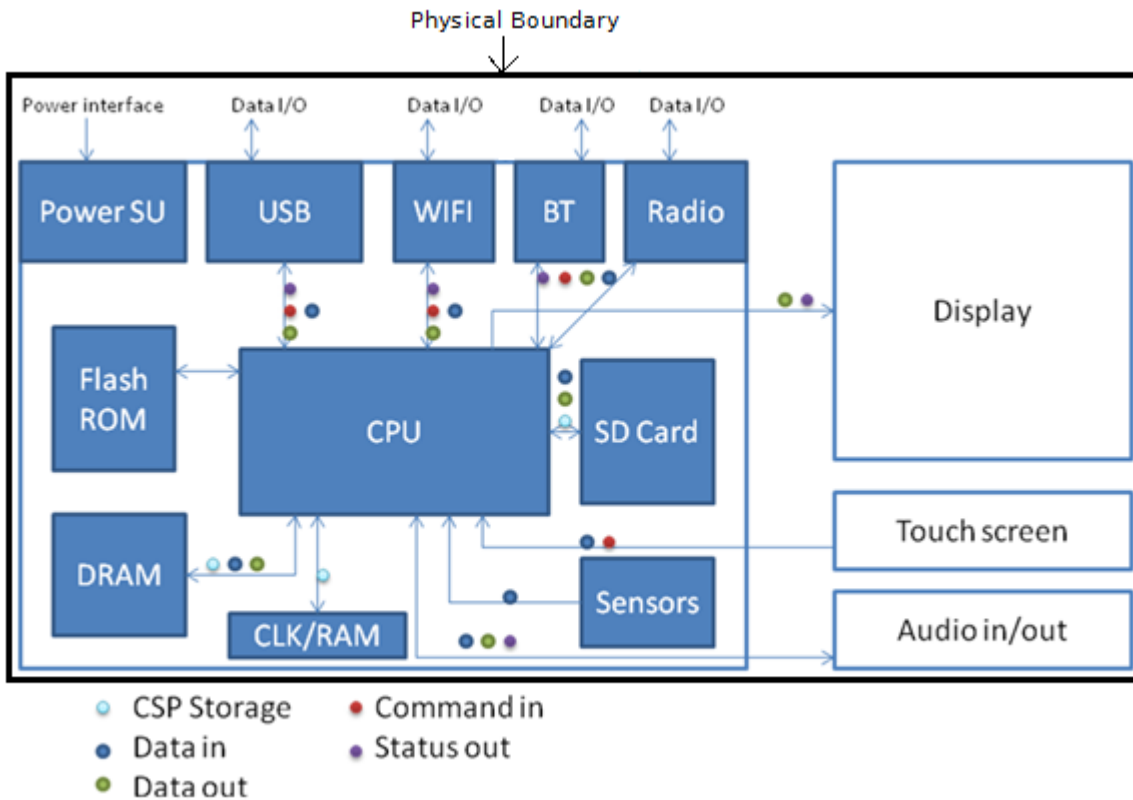 Physical Boundary
Power interface
Data I/O
Data I/O
Data I/O
Data I/O
Power SU
USB
WIFI
BT
Radio
Display
Flash
ROM
CPU
SD Card
Touch screen
DRAM
Sensors
CLK/RAM
Audio in/out
CSP Storage
Command in
Data in
Status out
Data out